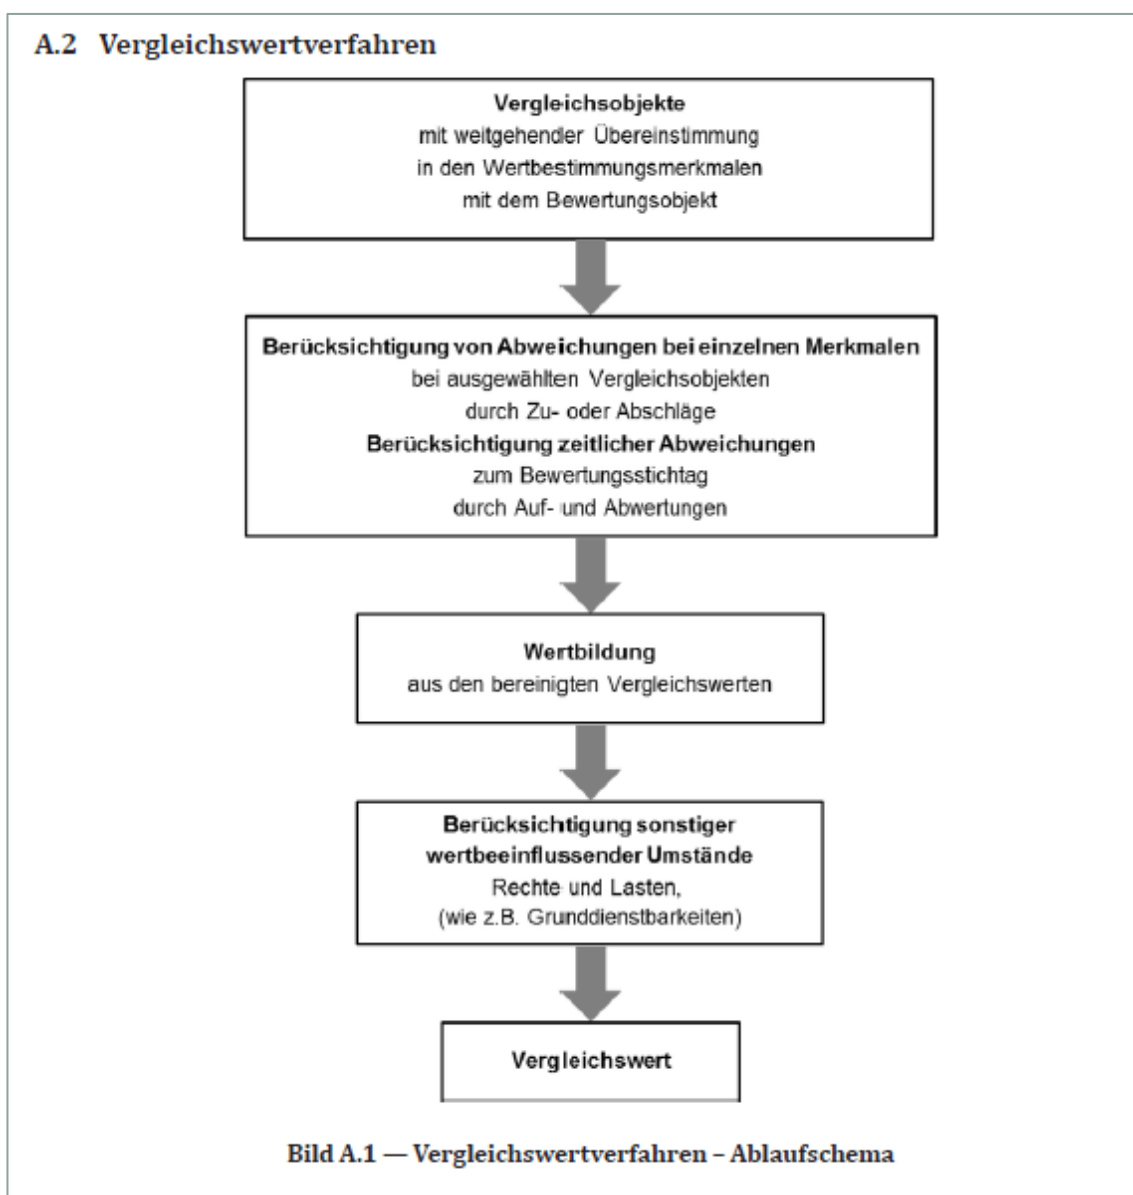 A.2 Vergleichswertverfahren
Vergleichsobjekte
mit weitgehender Übereinstimmung
in den Wertbestimmungsmerkmalen
mit dem Bewertungsobjekt
Berücksichtigung von Abweichungen bei einzelnen Merkmalen
bei ausgewählten Vergleichsobjekten
durch Zu- oder Abschläge
Berücksichtigung zeitlicher Abweichungen
zum Bewertungsstichtag
durch Auf- und Abwertungen
Wertbildung
aus den bereinigten Vergleichswerten
Berücksichtigung sonstiger
wertbeeinflussender Umstände
Rechte und Lasten,
(wie z.B. Grunddienstbarkeiten)
Vergleichswert
Bild A.1 — Vergleichswertverfahren – Ablaufschema